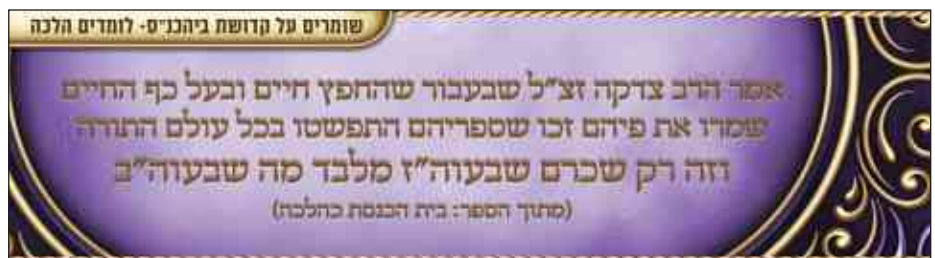 שומרים על קדושת ביהכנ״ס- לומדים הלכה
אמר הרב צדקה זצ״ל שבעבור שהחפץ חיים ובעל כף החיים
שמרו את פיהם זכו שספריהם התפשטו בכל עולם התורה
וזה רק שכרם שבעוה״ז מלבד מה שבעוה״ב
(מתוך הספר: בית הכנסת כהלכה)